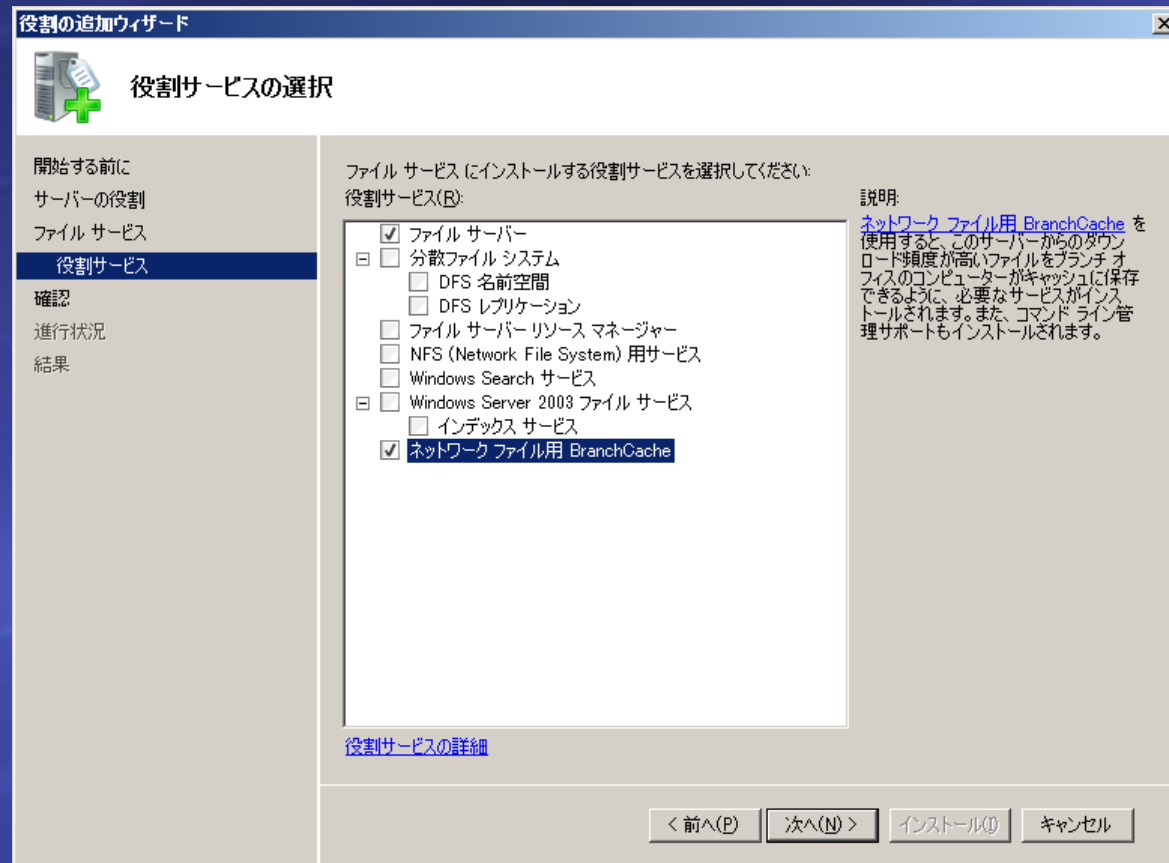 役割の追加ウィザード
役割サービスの選択
開始する前に
サーバーの役割
ファイル サービス
役割サービス
確認
進行状況
結果
ファイル サービス にインストールする役割サービスを選択してください:
役割サービス(R):
ファイル サーバー
分散ファイル システム
DFS 名前空間
DFS レプリケーション
ファイル サーバー リソース マネージャー
NFS (Network File System) 用サービス
Windows Search サービス
Windows Server 2003 ファイル サービス
インデックス サービス
ネットワーク ファイル用 BranchCache
役割サービスの詳細
説明:
ネットワーク ファイル用 BranchCache を
使用すると、このサーバーからのダウン
ロード頻度が高いファイルをブランチ オ
フィスのコンピューターがキャッシュに保存
できるように、必要なサービスがインス
トールされます。また、コマンド ライン管
理サポートもインストールされます。
< 前へ(P)
次へ(N) >
インストール(I)
キャンセル